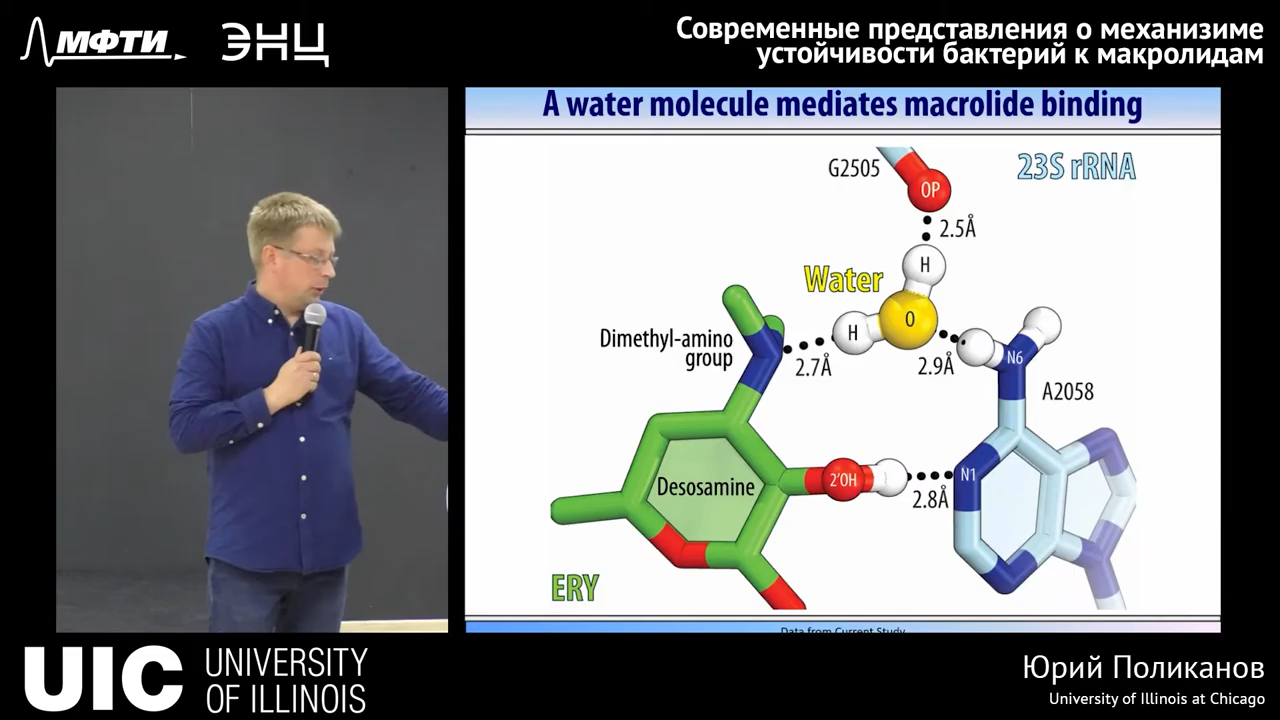 МФТИ
ЭНЦ
Современные представления о механизиме
устойчивости бактерий к макролидам
A water molecule mediates macrolide binding
G2505
23S rRNA
OP
2.5Å
H
Water
O
H
Dimethyl-amino
group
2.7Å
2.9Å
N6
A2058
Desosamine
2'OH
N1
2.8Å
ERY
Data from Current Study
UIC
UNIVERSITY
OF ILLINOIS
Юрий Поликанов
University of Illinois at Chicago